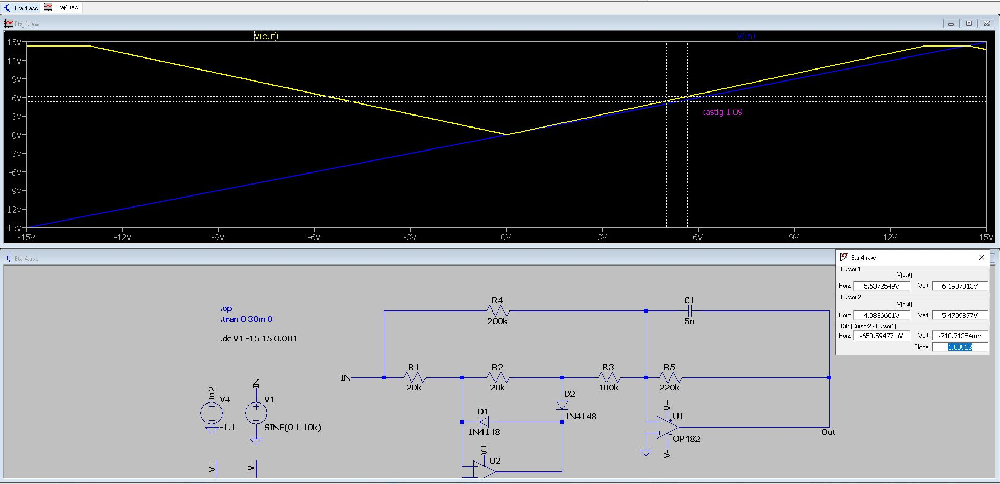 Etaj4.asc Etaj4.raw
Etaj4.raw
V(out) V(in)
15V
12V
9V
6V
3V
0V
-3V
-6V
-9V
-12V
-15V
castig 1.09
-15V -12V -9V -6V -3V 0V 3V 6V 9V 12V 15V
Etaj4.asc
Etaj4.raw
Cursor 1
V(out)
Horz: 5.6372549V Vert: 6.1987013V
Cursor 2
V(out)
Horz: 4.9836601V Vert: 5.4799877V
Diff (Cursor2 - Cursor1)
Horz: -653.59477mV Vert: -718.71354mV
Slope: 1.09963
.op
.tran 0 30m 0
.dc V1 -15 15 0.001
R4
200k
C1
5n
IN
R1
20k
R2
20k
R3
100k
R5
220k
D2
1N4148
D1
1N4148
in2
V4
-1.1
IN
V1
SINE(0 1 10k)
V+
U1
OP482
V-
Out
V+
U2
V+
V-